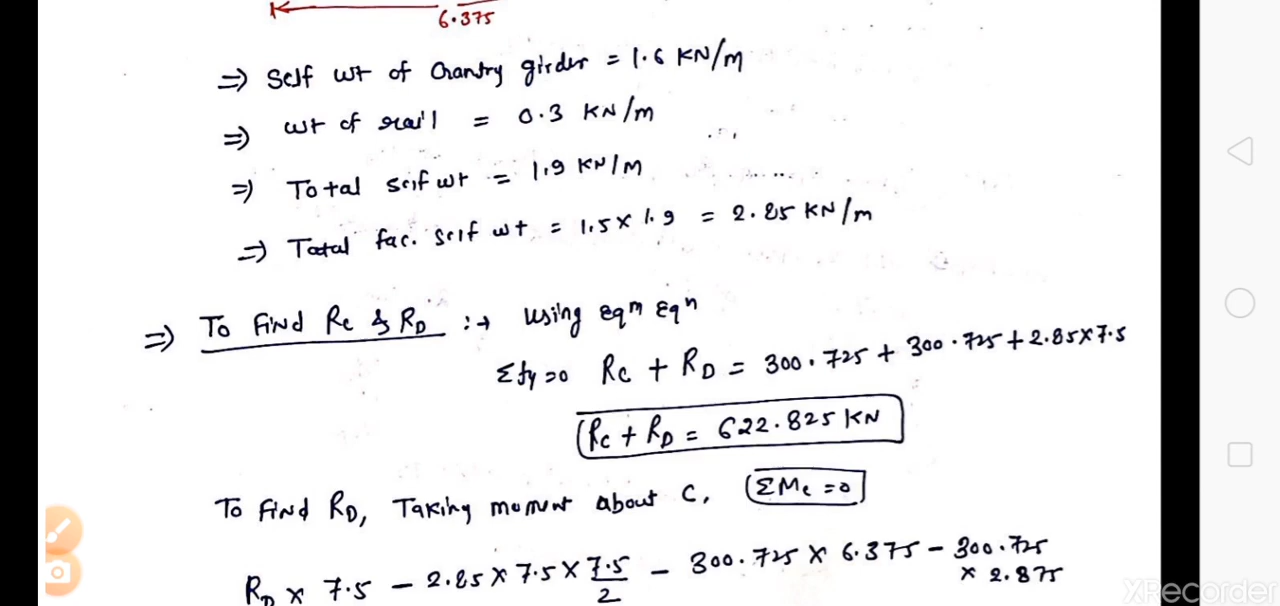 6.375
⇒ Self wt of Gantry girder = 1.6 KN/m
⇒ wt of rail = 0.3 KN/m
⇒ Total self wt = 1.9 KN/m
⇒ Total fac. self wt = 1.5 × 1.9 = 2.85 KN/m
⇒ To Find Rc & RD :→ using eqm Eqn
Σfy=0 Rc + RD = 300.725 + 300.725 + 2.85×7.5
Rc + RD = 622.825 KN
To Find RD, Taking moment about C. ΣMc =0
RD × 7.5 − 2.85 × 7.5 × 7.5/2 − 300.725 × 6.375 − 300.725
× 2.875
XRecorder